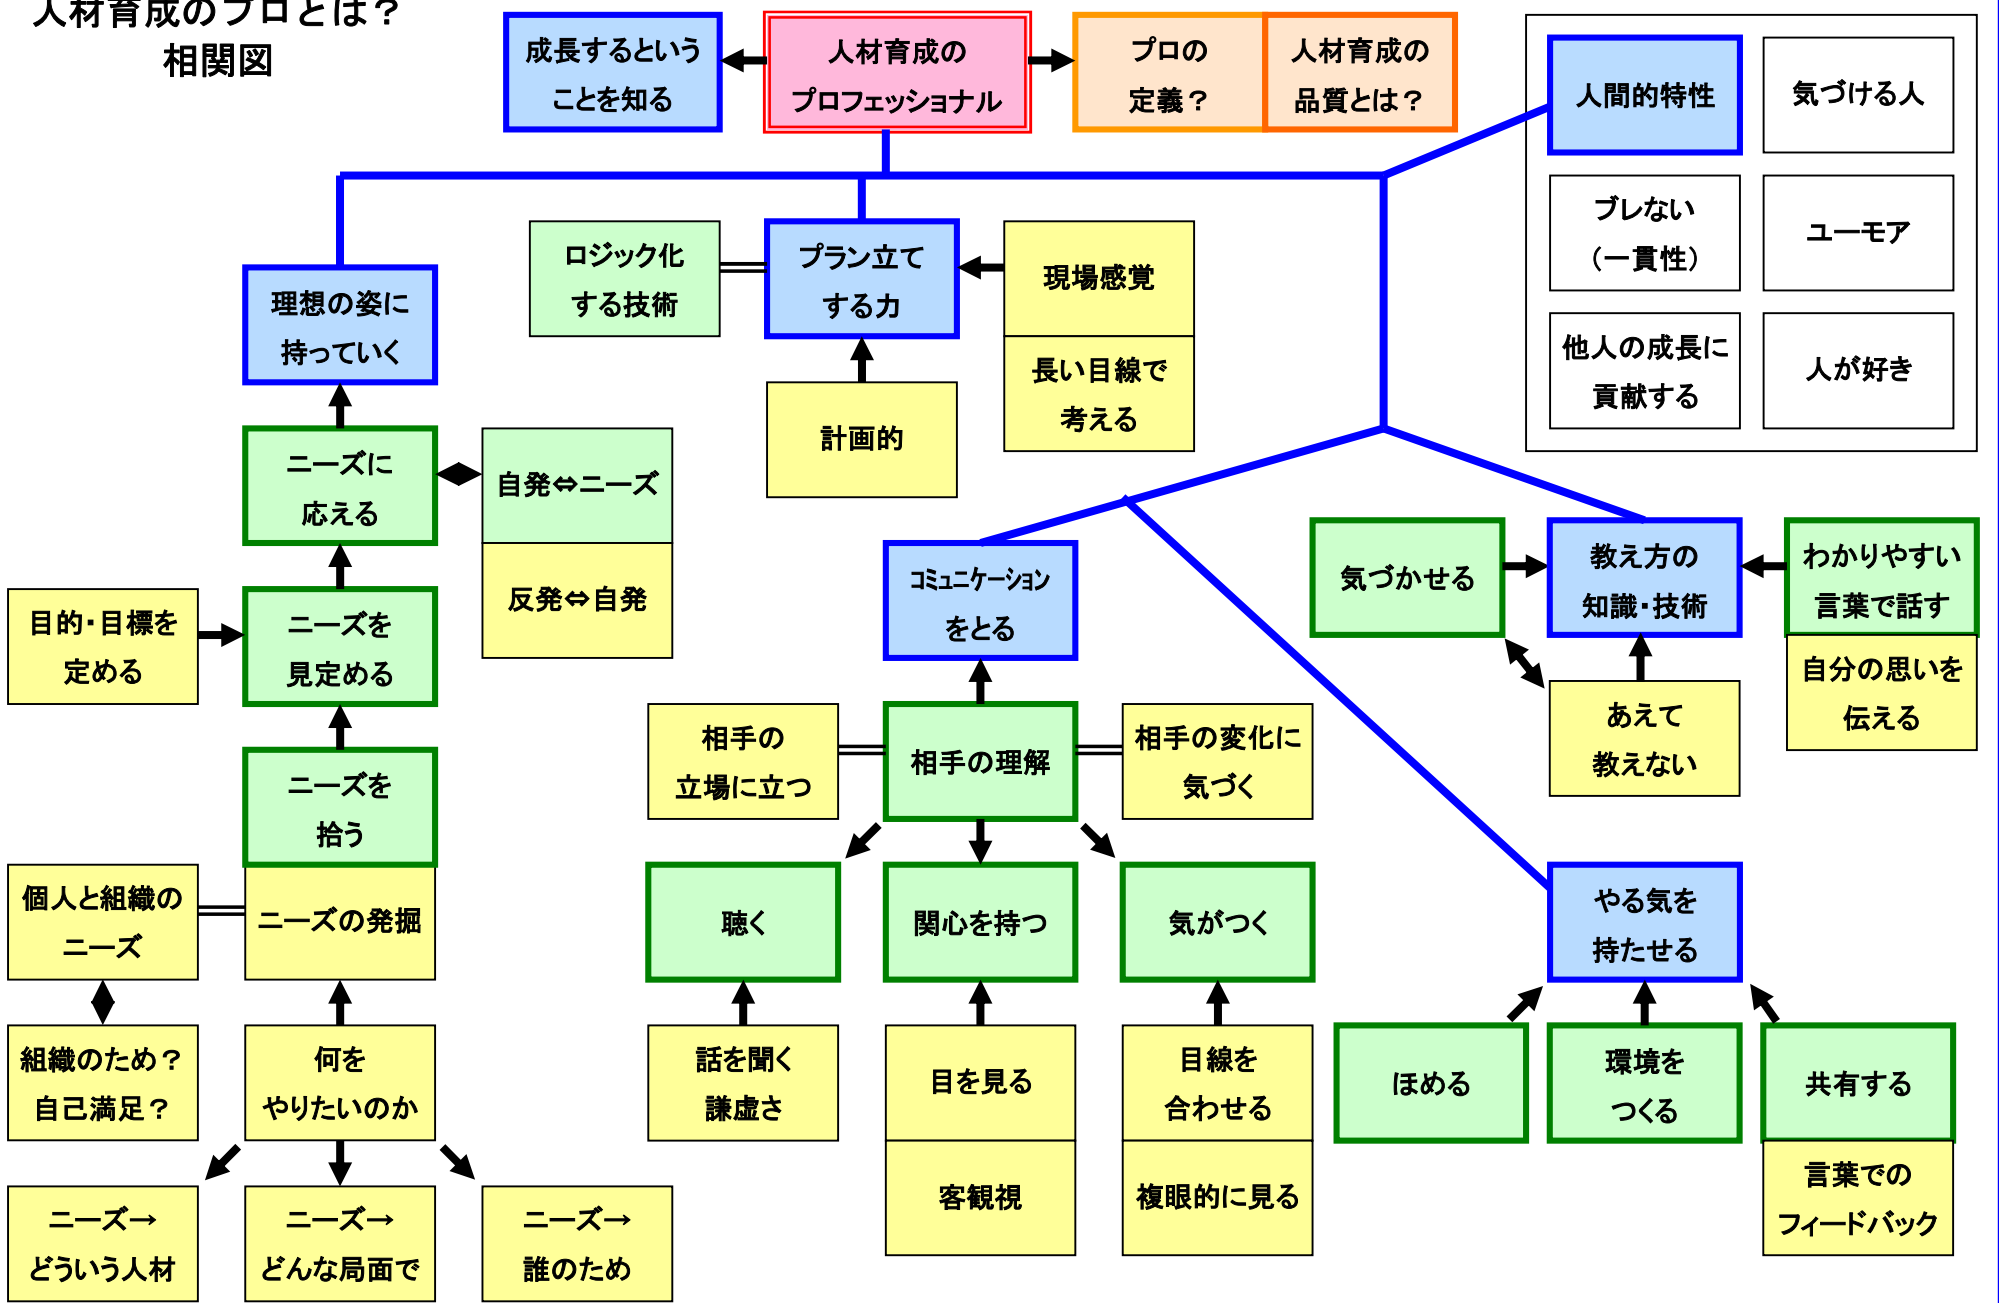 人材育成のプロとは？
相関図
成長するという
ことを知る
人材育成の
プロフェッショナル
プロの
定義？
人材育成の
品質とは？
人間的特性
気づける人
ブレない
（一貫性）
ユーモア
他人の成長に
貢献する
人が好き
ロジック化
する技術
プラン立て
する力
現場感覚
長い目線で
考える
計画的
理想の姿に
持っていく
ニーズに
応える
自発⇔ニーズ
反発⇔自発
目的・目標を
定める
ニーズを
見定める
ニーズを
拾う
個人と組織の
ニーズ
ニーズの発掘
組織のため？
自己満足？
何を
やりたいのか
ニーズ→
どういう人材
ニーズ→
どんな局面で
ニーズ→
誰のため
コミュニケーション
をとる
相手の
立場に立つ
相手の理解
相手の変化に
気づく
聴く
関心を持つ
気がつく
話を聞く
謙虚さ
目を見る
客観視
目線を
合わせる
複眼的に見る
気づかせる
教え方の
知識・技術
わかりやすい
言葉で話す
自分の思いを
伝える
あえて
教えない
やる気を
持たせる
ほめる
環境を
つくる
共有する
言葉での
フィードバック